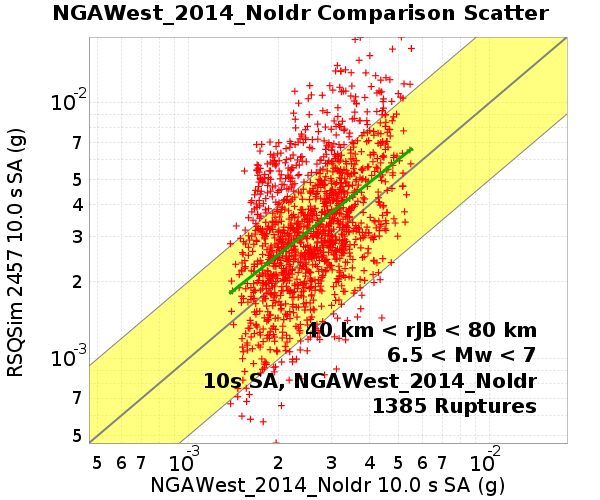 NGAWest_2014_NoIdr Comparison Scatter
RSQSim 2457 10.0 s SA (g)
10-2
7
5
4
3
2
10-3
7
5
40 km < rJB < 80 km
6.5 < Mw < 7
10s SA, NGAWest_2014_NoIdr
1385 Ruptures
5 6 7 10-3 2 3 4 5 6 7 10-2
NGAWest_2014_NoIdr 10.0 s SA (g)